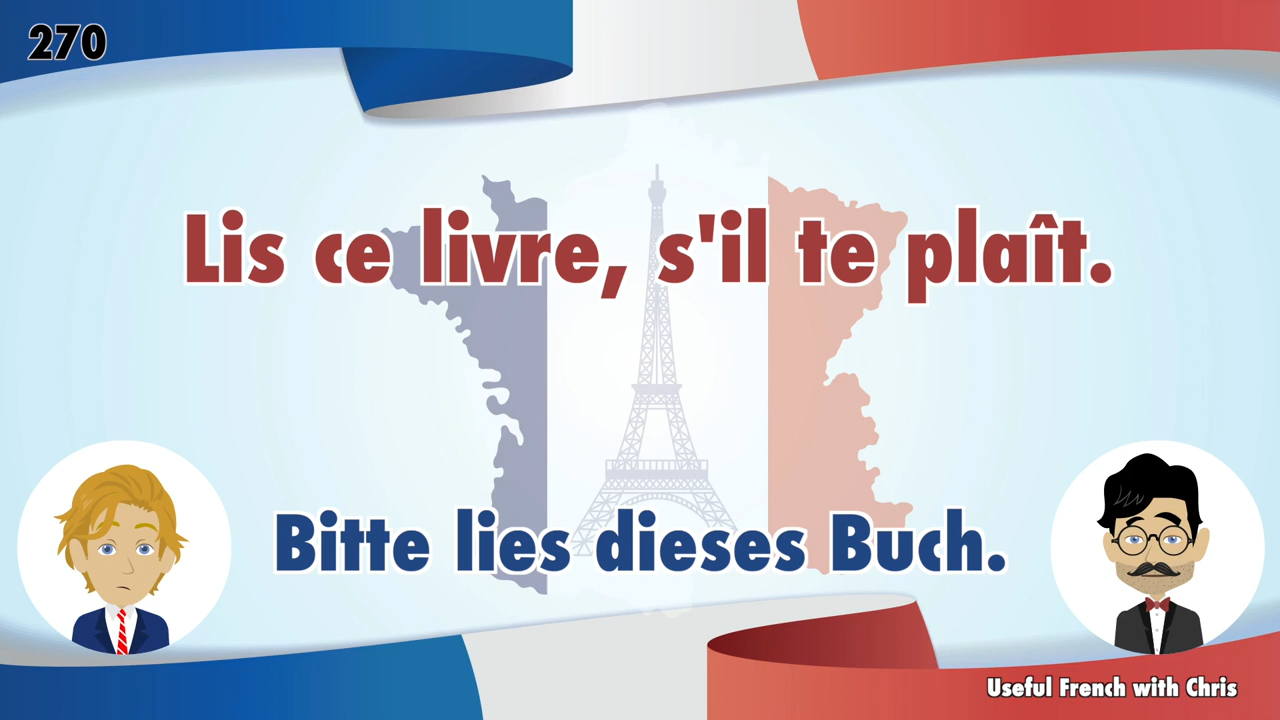 270
Lis ce livre, s'il te plaît.
Bitte lies dieses Buch.
Useful French with Chris